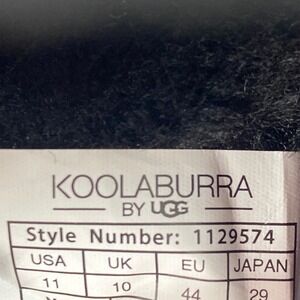 KOOLABURRA
BY UGG
Style Number: 1129574
USA UK EU JAPAN
11 10 44 29